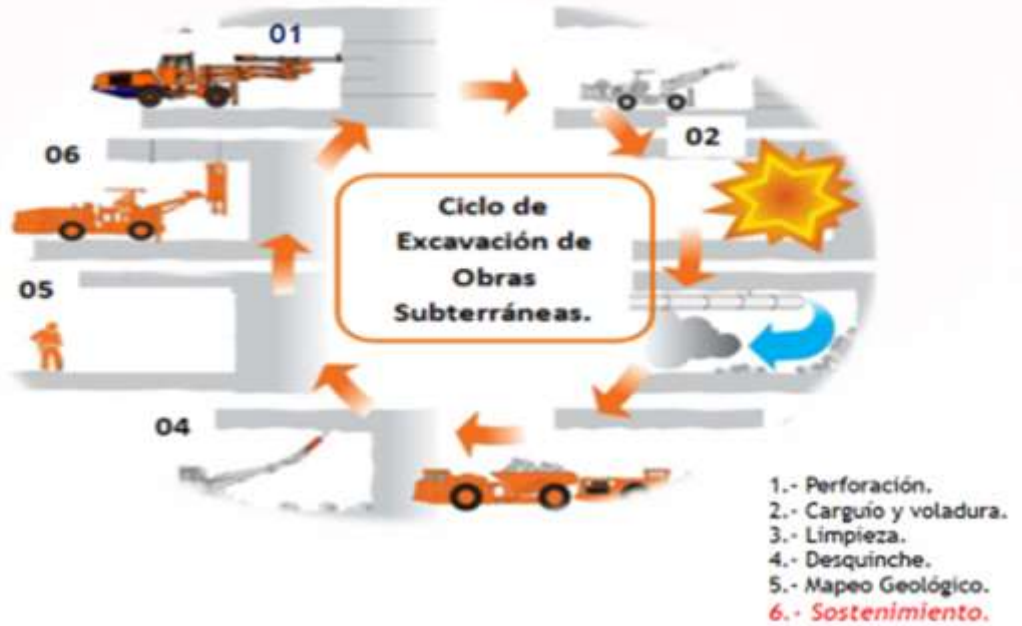 01
02
06
Ciclo de
Excavación de
Obras
Subterráneas.
05
04
1.- Perforación.
2.- Carguío y voladura.
3.- Limpieza.
4.- Desquinche.
5.- Mapeo Geológico.
6.- Sostenimiento.